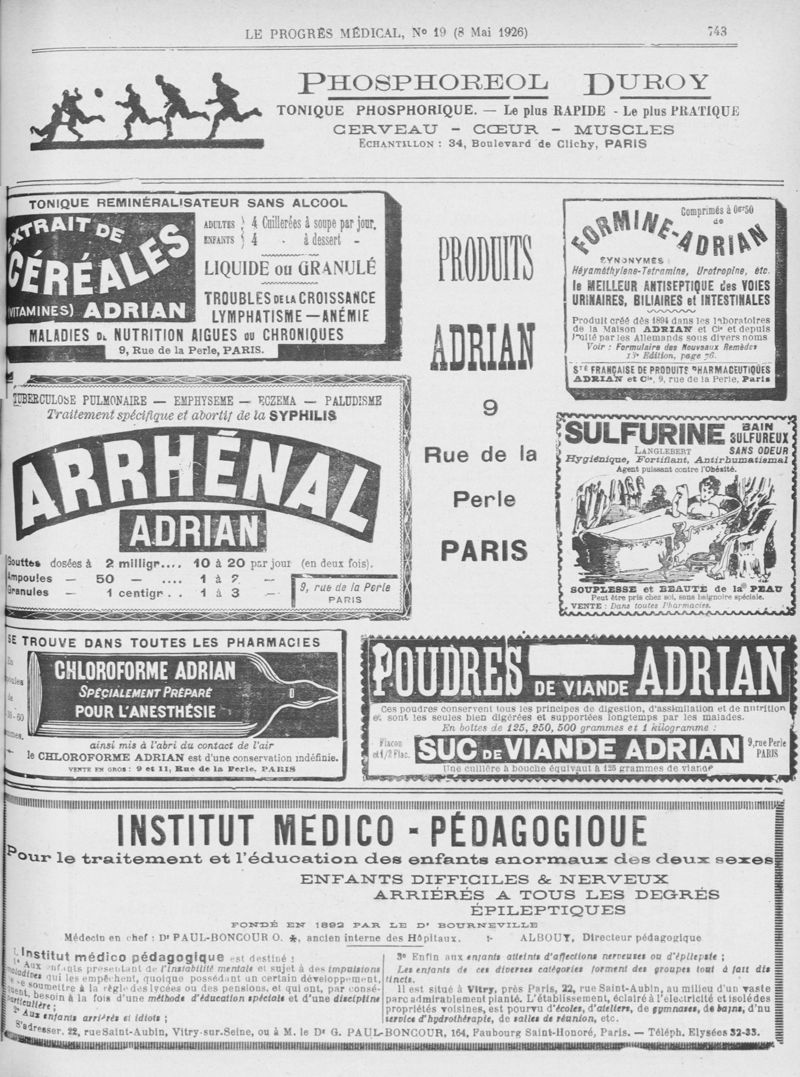 LE PROGRÈS MÉDICAL, No 19 (8 Mai 1926)
743
PHOSPHOREOL DUROY
TONIQUE PHOSPHORIQUE. — Le plus RAPIDE - Le plus PRATIQUE
CERVEAU - CŒUR - MUSCLES
ECHANTILLON : 34, Boulevard de Clichy, PARIS
TONIQUE REMINÉRALISATEUR SANS ALCOOL
EXTRAIT DE
CÉRÉALES
(VITAMINES) ADRIAN
ADULTES } 4 Cuillerées à soupe par jour.
ENFANTS } 4 - à dessert -
LIQUIDE OU GRANULÉ
TROUBLES DE LA CROISSANCE
LYMPHATISME — ANÉMIE
MALADIES DE NUTRITION AIGUES OU CHRONIQUES
9, Rue de la Perle, PARIS.
PRODUITS
ADRIAN
9
Rue de la
Perle
PARIS
Comprimés à 0gr50
de
FORMINE-ADRIAN
SYNONYMES :
Héxaméthylene-Tetramine, Urotropine, etc.
le MEILLEUR ANTISEPTIQUE des VOIES
URINAIRES, BILIAIRES et INTESTINALES
Produit créé dès 1894 dans les laboratoires
de la Maison ADRIAN et Cie et depuis
imité par les Allemands sous divers noms
Voir : Formulaire des Nouveaux Remèdes
13e Edition, page 76.
STÉ FRANÇAISE DE PRODUITS PHARMACEUTIQUES
ADRIAN et Cie, 9, rue de la Perle, Paris
TUBERCULOSE PULMONAIRE — EMPHYSEME — ECZEMA — PALUDISME
Traitement spécifique et abortif de la SYPHILIS
ARRHÉNAL
ADRIAN
Gouttes dosées à 2 milligr.... 10 à 20 par jour (en deux fois).
Ampoules — 50 — .... 1 à 2 —
Granules — 1 centigr.. 1 à 3 —
9, rue de la Perle
PARIS
SULFURINE BAIN
SULFUREUX
LANGLEBERT SANS ODEUR
Hygiénique, Fortifiant, Antirhumatismal
Agent puissant contre l'Obésité.
SOUPLESSE et BEAUTÉ de la PEAU
Peut être pris chez soi, sans baignoire spéciale.
VENTE : Dans toutes Pharmacies.
SE TROUVE DANS TOUTES LES PHARMACIES
En
de
CHLOROFORME ADRIAN
SPÉCIALEMENT PRÉPARÉ
POUR L'ANESTHÉSIE
ainsi mis à l'abri du contact de l'air
le CHLOROFORME ADRIAN est d'une conservation indéfinie.
VENTE EN GROS : 9 et 11, Rue de la Perle, PARIS
POUDRES DE VIANDE ADRIAN
Ces poudres conservent tous les principes de digestion, d'assimilation et de nutrition
et sont les seules bien digérées et supportées longtemps par les malades.
En boîtes de 125, 250, 500 grammes et 1 kilogramme :
Flacon
et 1/2 Flac.
SUC DE VIANDE ADRIAN
9, rue Perle
PARIS
Une cuillère à bouche équivaut à 125 grammes de viande
INSTITUT MÉDICO - PÉDAGOGIQUE
Pour le traitement et l'éducation des enfants anormaux des deux sexes
ENFANTS DIFFICILES & NERVEUX
ARRIÉRÉS A TOUS LES DEGRÉS
ÉPILEPTIQUES
FONDÉ EN 1892 PAR LE Dr BOURNEVILLE
Médecin en chef : Dr PAUL-BONCOUR O. ✻, ancien interne des Hôpitaux. ALBOUY, Directeur pédagogique
L'Institut médico pédagogique est destiné :
1° Aux enfants présentant de l'instabilité mentale et sujet à des impulsions
maladives qui les empêchent, quoique possédant un certain développement,
de se soumettre à la règle des lycées ou des pensions, et qui ont, par consé-
quent, besoin à la fois d'une méthode d'éducation spéciale et d'une discipline
particulière ;
2° Aux enfants arriérés et idiots ;
3° Enfin aux enfants atteints d'affections nerveuses ou d'épilepsie ;
Les enfants de ces diverses catégories forment des groupes tout à fait dis
tincts.
Il est situé à Vitry, près Paris, 22, rue Saint-Aubin, au milieu d'un vaste
parc admirablement planté. L'établissement, éclairé à l'électricité et isolé des
propriétés voisines, est pourvu d'écoles, d'ateliers, de gymnases, de bains, d'nu
service d'hydrothérapie, de salles de réunion, etc.
S'adresser. 22, rue Saint-Aubin, Vitry-sur-Seine, ou à M. le Dr G. PAUL-BONCOUR, 164, Faubourg Saint-Honoré, Paris. — Téléph. Elysées 32-33.